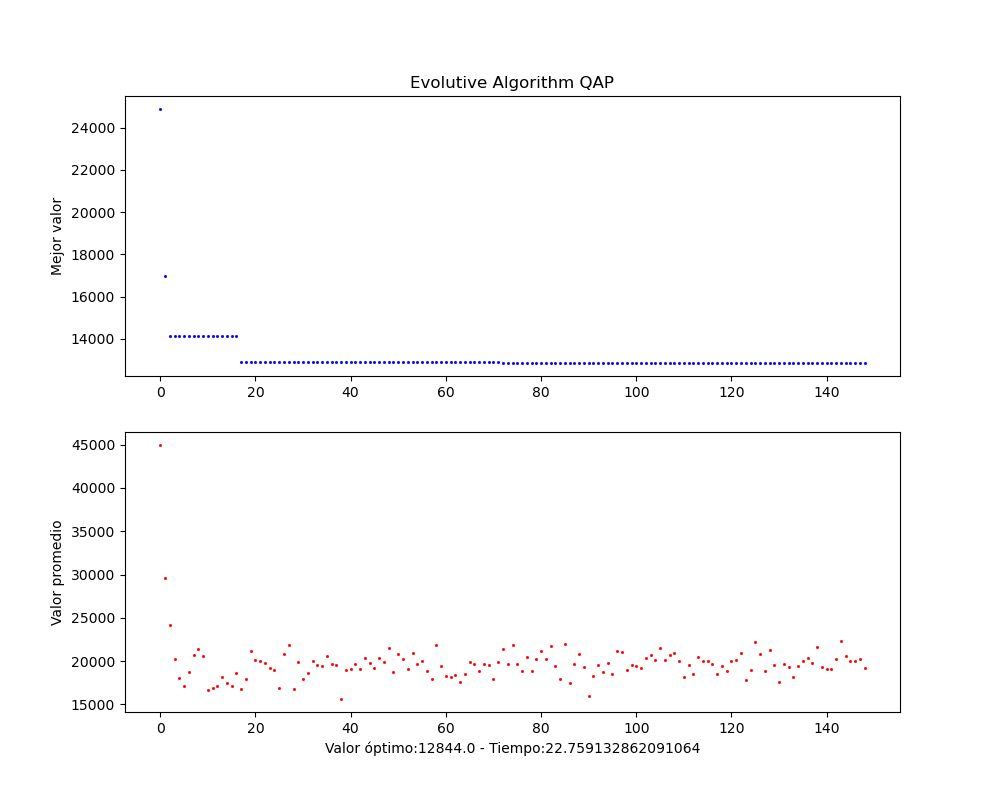 Evolutive Algorithm QAP
Mejor valor
24000
22000
20000
18000
16000
14000
0 20 40 60 80 100 120 140
Valor promedio
45000
40000
35000
30000
25000
20000
15000
0 20 40 60 80 100 120 140
Valor óptimo:12844.0 - Tiempo:22.759132862091064